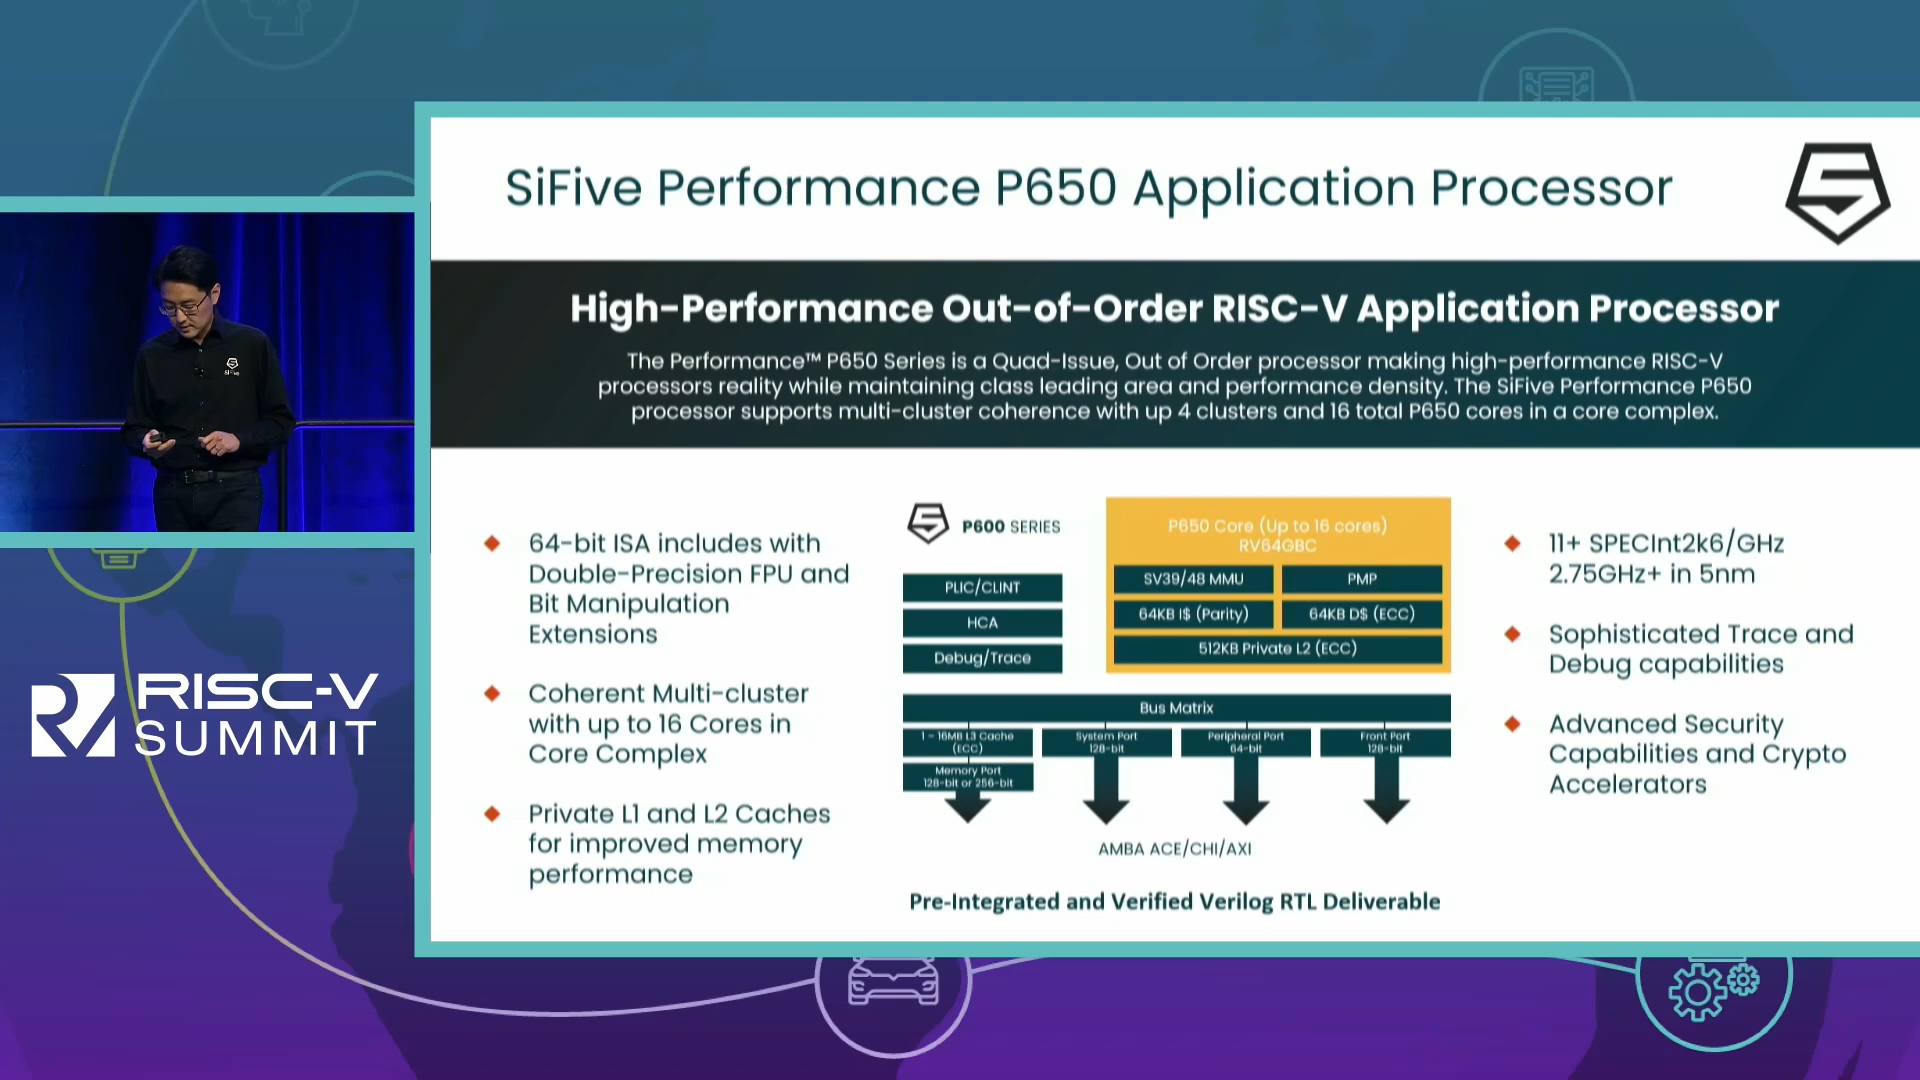 SiFive Performance P650 Application Processor
High-Performance Out-of-Order RISC-V Application Processor
The Performance™ P650 Series is a Quad-Issue, Out of Order processor making high-performance RISC-V
processors reality while maintaining class leading area and performance density. The SiFive Performance P650
processor supports multi-cluster coherence with up 4 clusters and 16 total P650 cores in a core complex.
SiFive
RISC-V
SUMMIT
64-bit ISA includes with
Double-Precision FPU and
Bit Manipulation
Extensions
Coherent Multi-cluster
with up to 16 Cores in
Core Complex
Private L1 and L2 Caches
for improved memory
performance
P600 SERIES
PLIC/CLINT
HCA
Debug/Trace
P650 Core (Up to 16 cores)
RV64GBC
SV39/48 MMU
PMP
64KB I$ (Parity)
64KB D$ (ECC)
512KB Private L2 (ECC)
Bus Matrix
1 - 16MB L3 Cache
(ECC)
Memory Port
128-bit or 256-bit
System Port
128-bit
Peripheral Port
64-bit
Front Port
128-bit
AMBA ACE/CHI/AXI
Pre-Integrated and Verified Verilog RTL Deliverable
11+ SPECInt2k6/GHz
2.75GHz+ in 5nm
Sophisticated Trace and
Debug capabilities
Advanced Security
Capabilities and Crypto
Accelerators